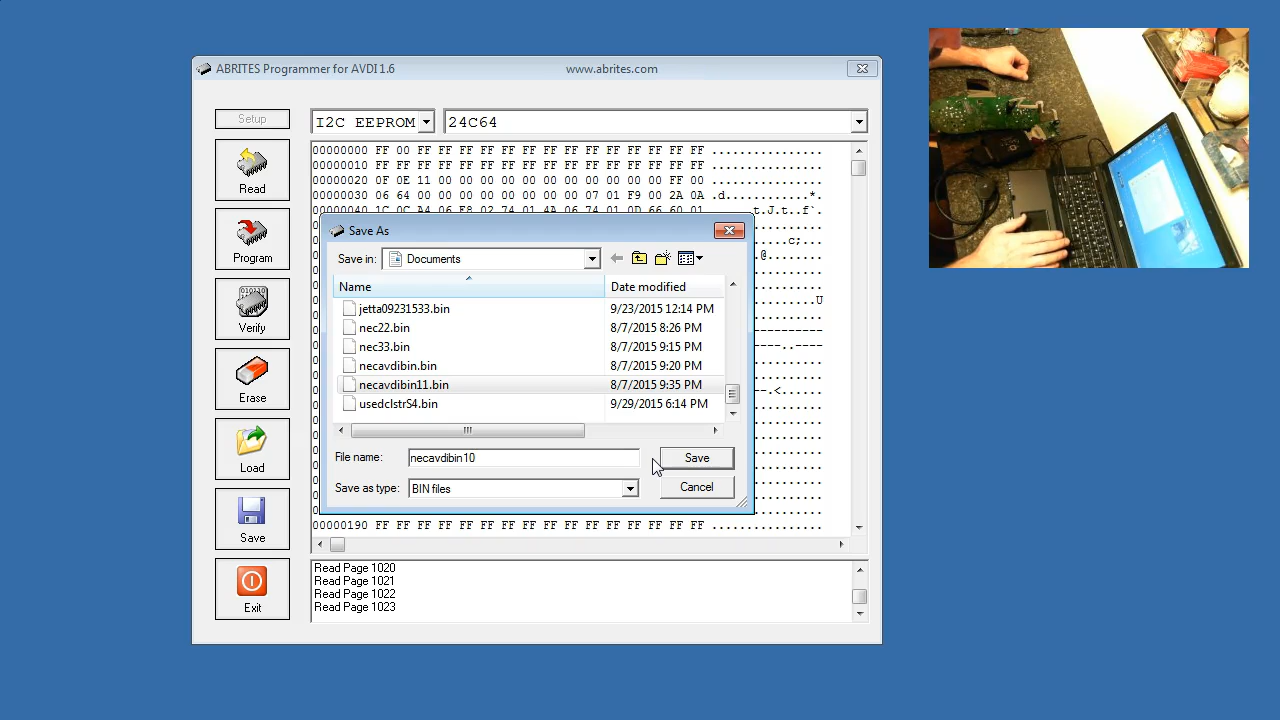 ABRITES Programmer for AVDI 1.6 www.abrites.com
Setup
I2C EEPROM 24C64
Read
Program
Verify
Erase
Load
Save
Exit
FF 00 FF FF FF FF FF FF FF FF FF FF FF FF FF FF ................
00000010 FF FF FF FF FF FF FF FF FF FF FF FF FF FF FF FF ................
00000020 0F 0E 11 00 00 00 00 00 00 00 00 00 00 00 FF 00 ................
00000030 06 64 00 00 00 00 00 00 00 00 07 01 F9 00 2A 0A .d............*.
Save As
Save in: Documents
Name Date modified
jetta09231533.bin 9/23/2015 12:14 PM
nec22.bin 8/7/2015 8:26 PM
nec33.bin 8/7/2015 9:15 PM
necavdibin.bin 8/7/2015 9:20 PM
necavdibin11.bin 8/7/2015 9:35 PM
usedclstrS4.bin 9/29/2015 6:14 PM
File name: necavdibin10 Save
Save as type: BIN files Cancel
00000190 FF FF FF FF FF FF FF FF FF FF FF FF FF FF FF FF ................
Read Page 1020
Read Page 1021
Read Page 1022
Read Page 1023